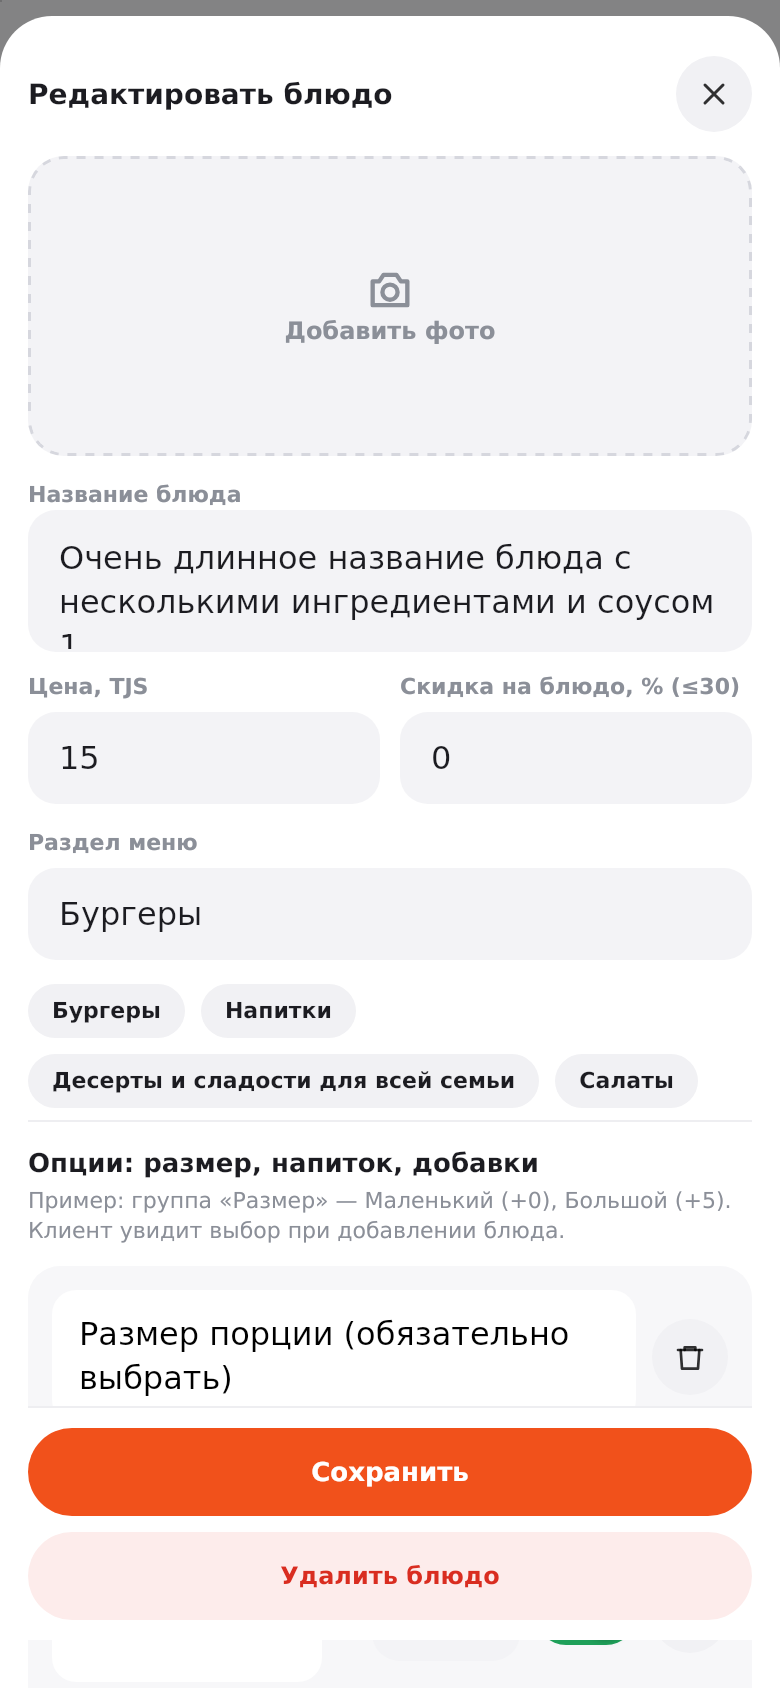 Редактировать блюдо
Добавить фото
Название блюда
Очень длинное название блюда с
несколькими ингредиентами и соусом
1
Цена, TJS
Скидка на блюдо, % (≤30)
15
0
Раздел меню
Бургеры
Бургеры
Напитки
Десерты и сладости для всей семьи
Салаты
Опции: размер, напиток, добавки
Пример: группа «Размер» — Маленький (+0), Большой (+5).
Клиент увидит выбор при добавлении блюда.
Размер порции (обязательно
выбрать)
Сохранить
Удалить блюдо